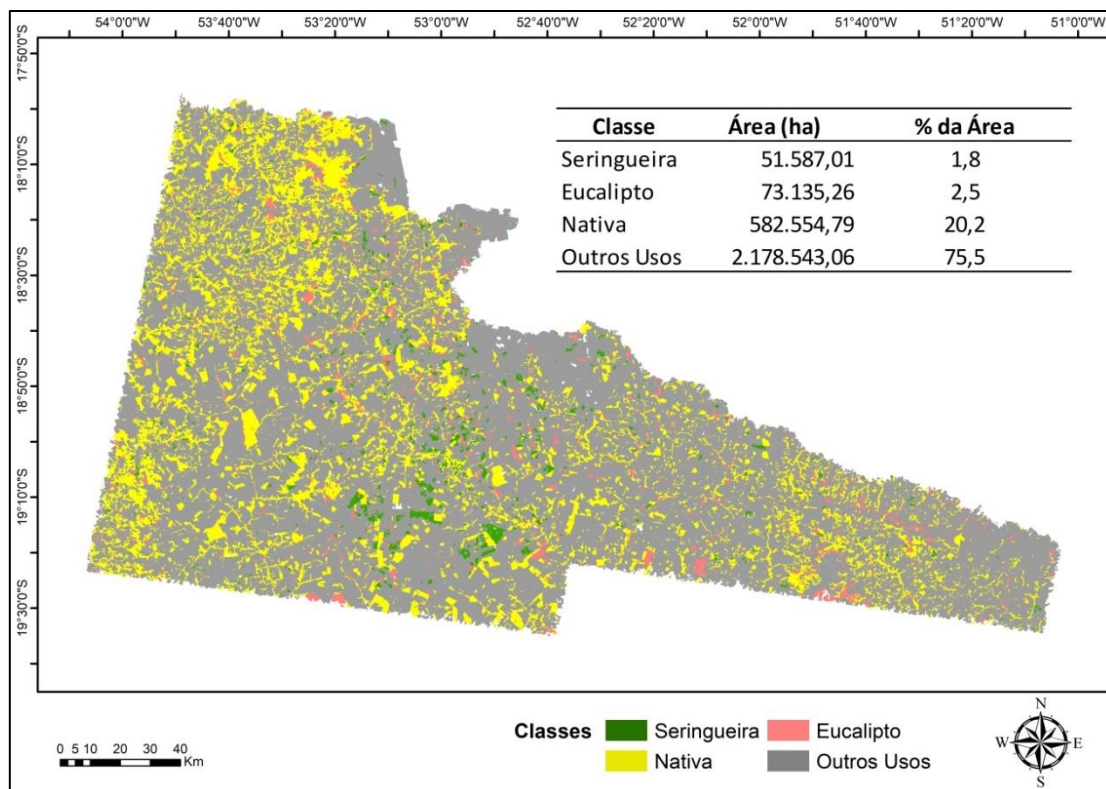 54°0'0"W 53°40'0"W 53°20'0"W 53°0'0"W 52°40'0"W 52°20'0"W 52°0'0"W 51°40'0"W 51°20'0"W 51°0'0"W
17°50'0"S
18°10'0"S
18°30'0"S
18°50'0"S
19°10'0"S
19°30'0"S
Classe Área (ha) % da Área
Seringueira 51.587,01 1,8
Eucalipto 73.135,26 2,5
Nativa 582.554,79 20,2
Outros Usos 2.178.543,06 75,5
0 5 10 20 30 40
Km
Classes Seringueira Eucalipto
Nativa Outros Usos
N
W E
S